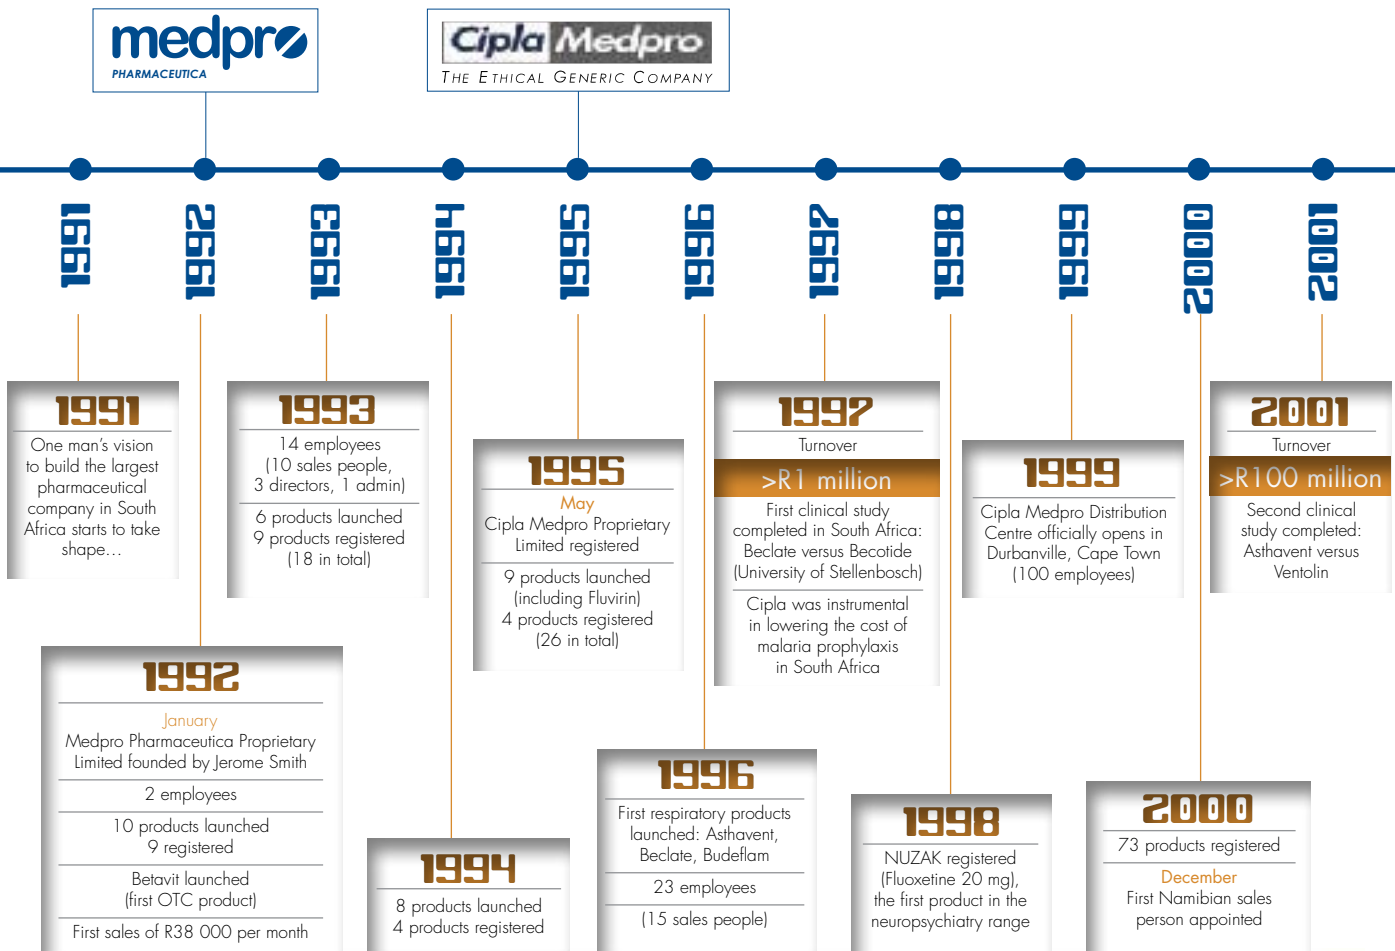 medpro
PHARMACEUTICA
Cipla Medpro
THE ETHICAL GENERIC COMPANY
1991
1992
1993
1994
1995
1996
1997
1998
1999
2000
2001
1991
One man's vision
to build the largest
pharmaceutical
company in South
Africa starts to take
shape…
1992
January
Medpro Pharmaceutica Proprietary
Limited founded by Jerome Smith
2 employees
10 products launched
9 registered
Betavit launched
(first OTC product)
First sales of R38 000 per month
1993
14 employees
(10 sales people,
3 directors, 1 admin)
6 products launched
9 products registered
(18 in total)
1994
8 products launched
4 products registered
1995
May
Cipla Medpro Proprietary
Limited registered
9 products launched
(including Fluvirin)
4 products registered
(26 in total)
1996
First respiratory products
launched: Asthavent,
Beclate, Budeflam
23 employees
(15 sales people)
1997
Turnover
>R1 million
First clinical study
completed in South Africa:
Beclate versus Becotide
(University of Stellenbosch)
Cipla was instrumental
in lowering the cost of
malaria prophylaxis
in South Africa
1998
NUZAK registered
(Fluoxetine 20 mg),
the first product in the
neuropsychiatry range
1999
Cipla Medpro Distribution
Centre officially opens in
Durbanville, Cape Town
(100 employees)
2000
73 products registered
December
First Namibian sales
person appointed
2001
Turnover
>R100 million
Second clinical
study completed:
Asthavent versus
Ventolin